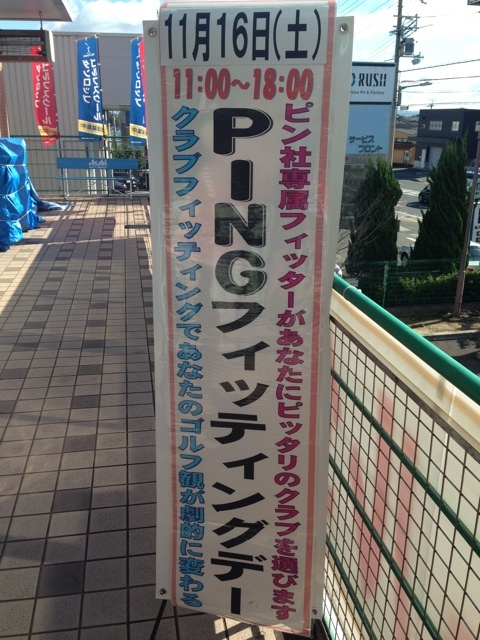 11月16日(土)
11:00～18:00
ピン社専属フィッターがあなたにピッタリのクラブを選びます
PINGフィッティングデー
クラブフィッティングであなたのゴルフ観が劇的に変わる
RUSH
サービス
フロント
Asahi